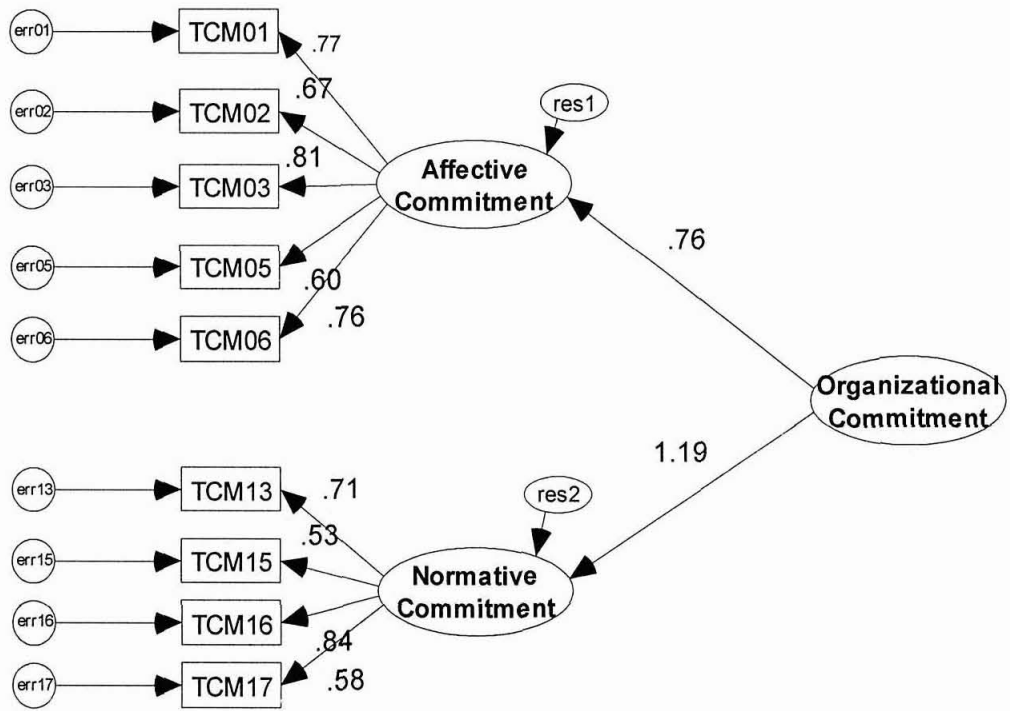 err01
TCM01
.77
err02
TCM02
.67
err03
TCM03
.81
err05
TCM05
.60
err06
TCM06
.76
res1
Affective
Commitment
.76
Organizational
Commitment
1.19
err13
TCM13
.71
err15
TCM15
.53
err16
TCM16
.84
err17
TCM17
.58
res2
Normative
Commitment